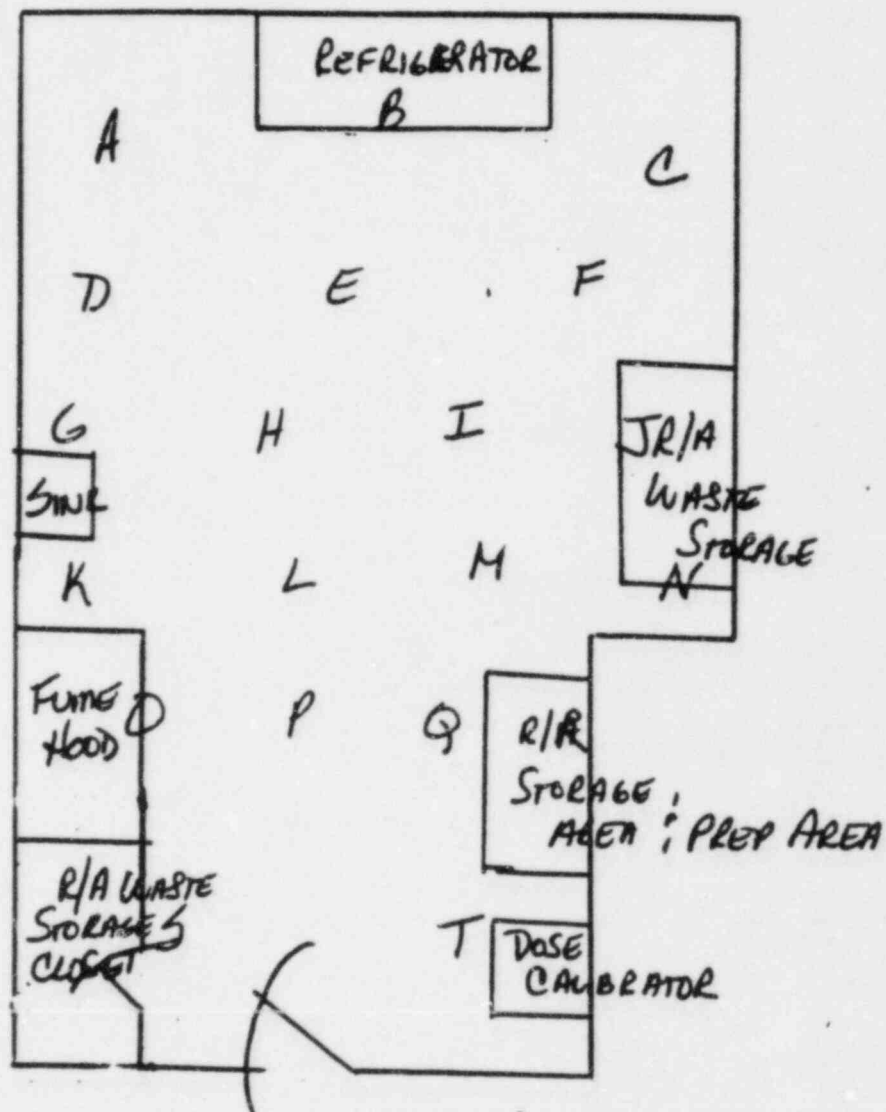 REFRIGERATOR
B
A
C
D
E
F
G
H
I
J R/A
WASTE
STORAGE
SINK
K
L
M
N
FUME
HOOD
O
P
Q
STORAGE
AREA & PREP AREA
R/A WASTE
STORAGE S
CLOSET
T
DOSE
CALIBRATOR